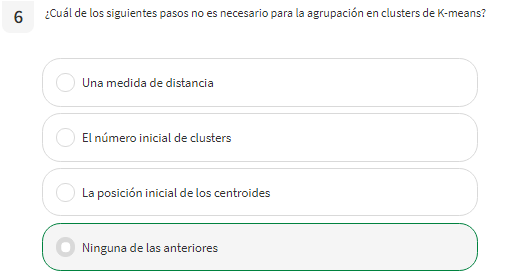 6
¿Cuál de los siguientes pasos no es necesario para la agrupación en clusters de K-means?
Una medida de distancia
El número inicial de clusters
La posición inicial de los centroides
Ninguna de las anteriores